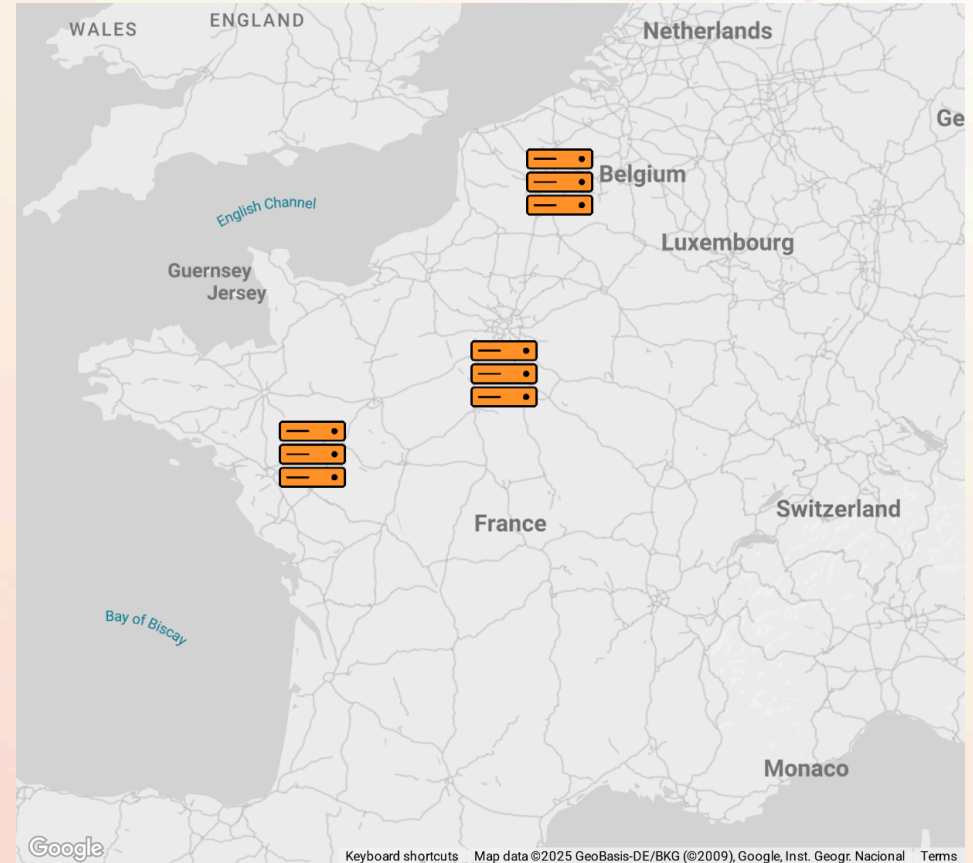 WALES
ENGLAND
Netherlands
Ge
Belgium
English Channel
Luxembourg
Guernsey
Jersey
Switzerland
France
Bay of Biscay
Monaco
Google
Keyboard shortcuts
Map data ©2025 GeoBasis-DE/BKG (©2009), Google, Inst. Geogr. Nacional
Terms